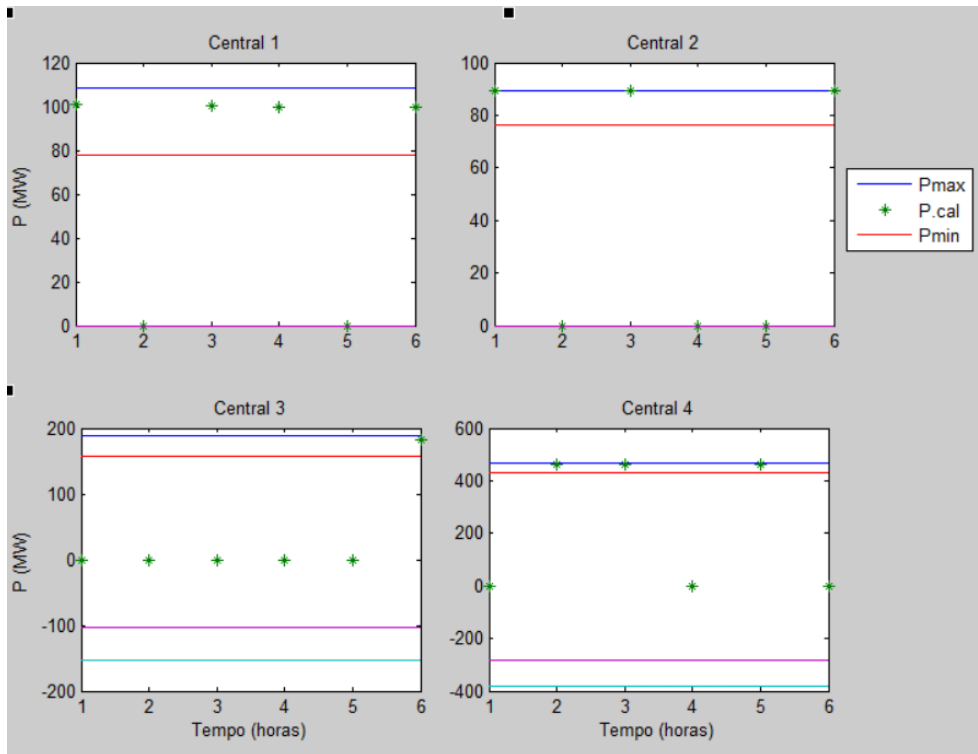 Central 1
120
100
80
60
40
20
0
P (MW)
1 2 3 4 5 6
Central 2
100
80
60
40
20
0
1 2 3 4 5 6
Pmax
P.cal
Pmin
Central 3
200
100
0
-100
-200
P (MW)
1 2 3 4 5 6
Tempo (horas)
Central 4
600
400
200
0
-200
-400
1 2 3 4 5 6
Tempo (horas)